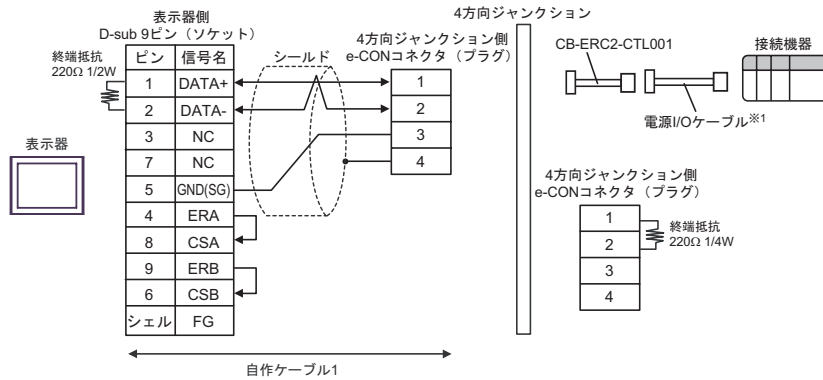 表示器側
D-sub 9ピン（ソケット）
4方向ジャンクション
終端抵抗
220Ω 1/2W
ピン 信号名
1 DATA+
2 DATA-
3 NC
7 NC
5 GND(SG)
4 ERA
8 CSA
9 ERB
6 CSB
シェル FG
シールド
4方向ジャンクション側
e-CONコネクタ（プラグ）
1
2
3
4
CB-ERC2-CTL001
接続機器
電源I/Oケーブル※1
表示器
4方向ジャンクション側
e-CONコネクタ（プラグ）
1
2
3
4
終端抵抗
220Ω 1/4W
自作ケーブル1